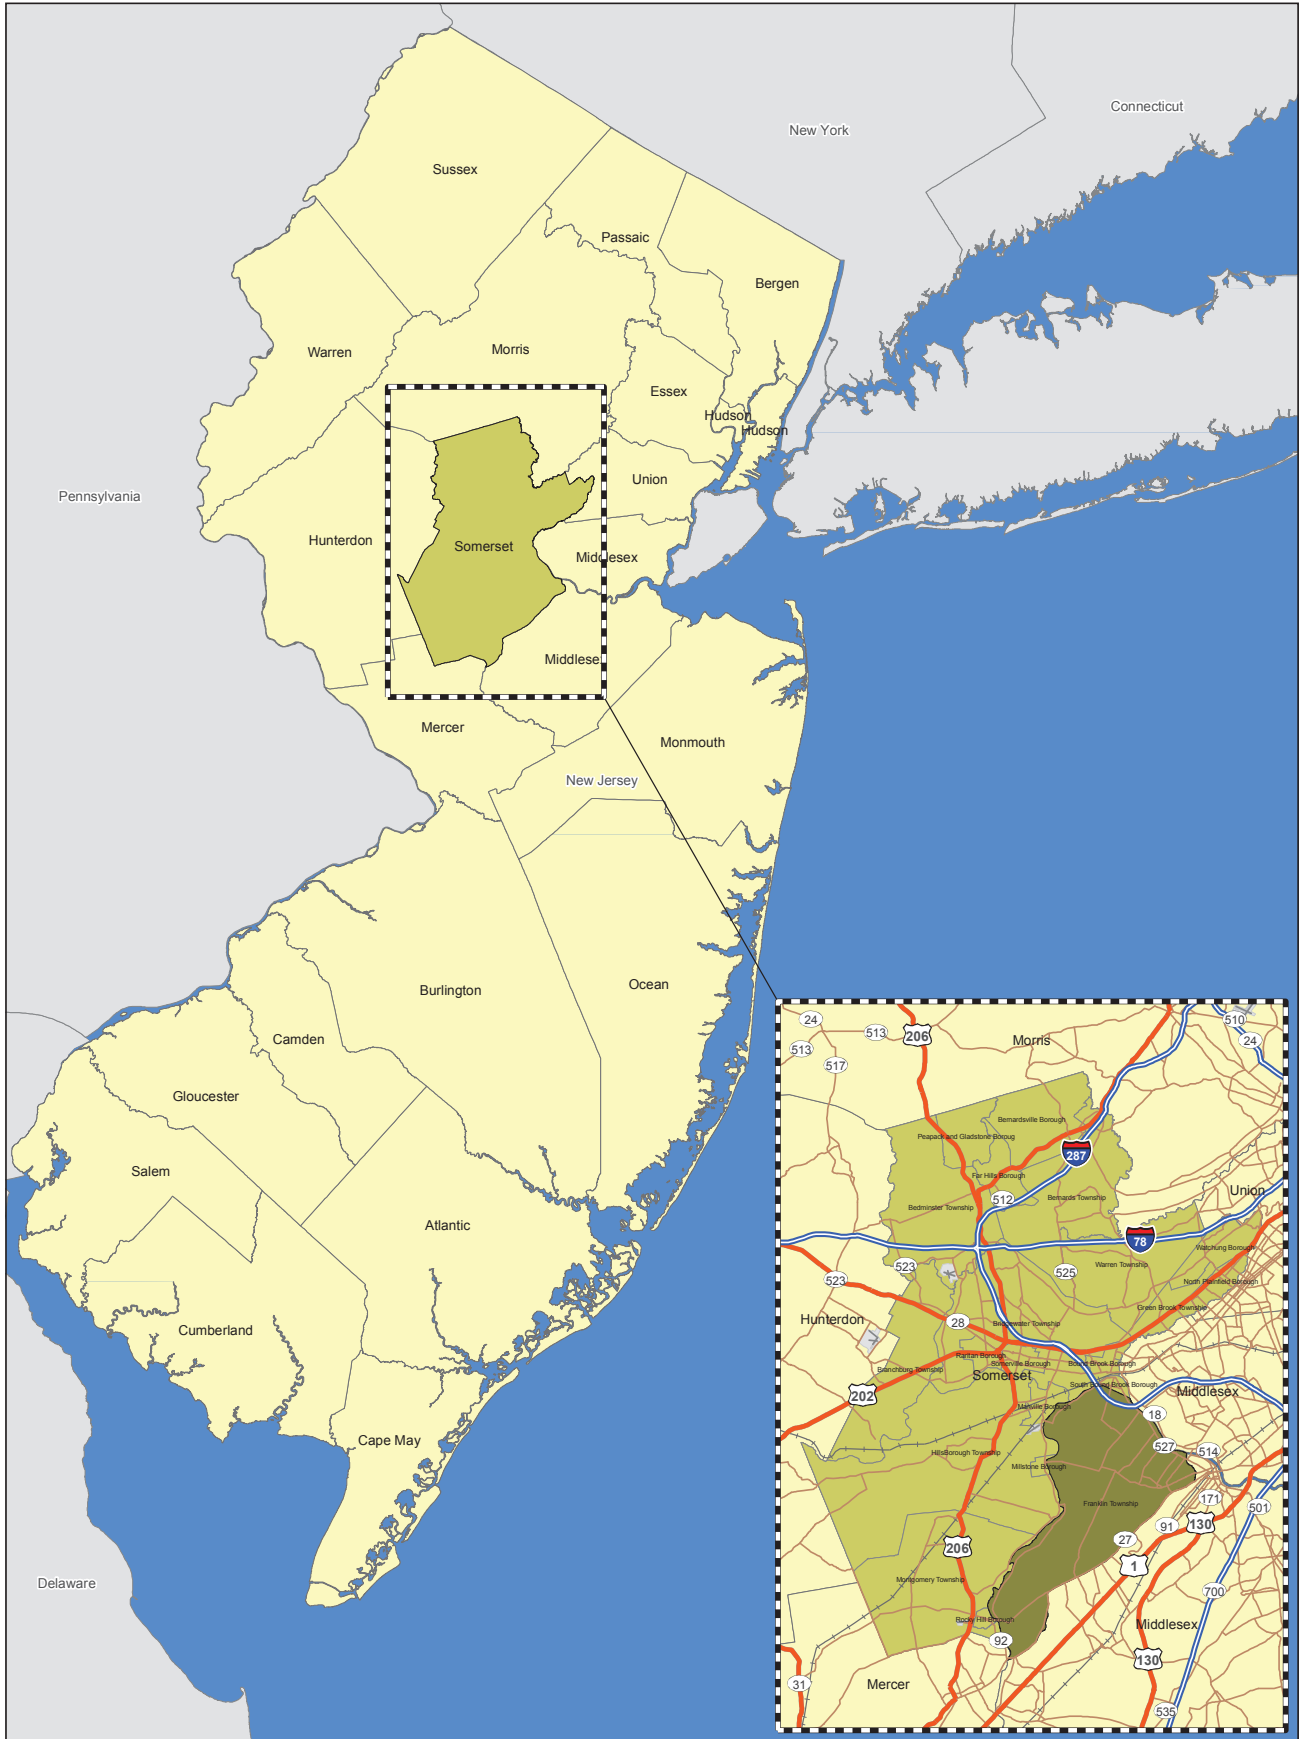 Connecticut
New York
Sussex
Passaic
Bergen
Warren
Morris
Essex
Hudson
Hudson
Union
Pennsylvania
Hunterdon
Somerset
Middlesex
Middlese
Mercer
Monmouth
New Jersey
Ocean
Burlington
Camden
Gloucester
Salem
Atlantic
Cumberland
Cape May
Delaware
24
513
206
Morris
510
24
513
517
Bernardsville Borough
Peapack and Gladstone Boroug
287
Far Hills Borough
Union
512
Bernards Township
Bedminster Township
78
Watchung Borough
523
523
525
Warren Township
North Plainfield Borough
Green Brook Township
Hunterdon
28
Bridgewater Township
Raritan Borough
Somerville Borough
Bound Brook Borough
Branchburg Township
Somerset
South Bound Brook Borough
Middlesex
202
Manville Borough
18
527
514
HillsBorough Township
Millstone Borough
171
501
Franklin Township
91
130
27
206
1
Montgomery Township
700
Rocky Hill Borough
Middlesex
92
130
Mercer
31
535